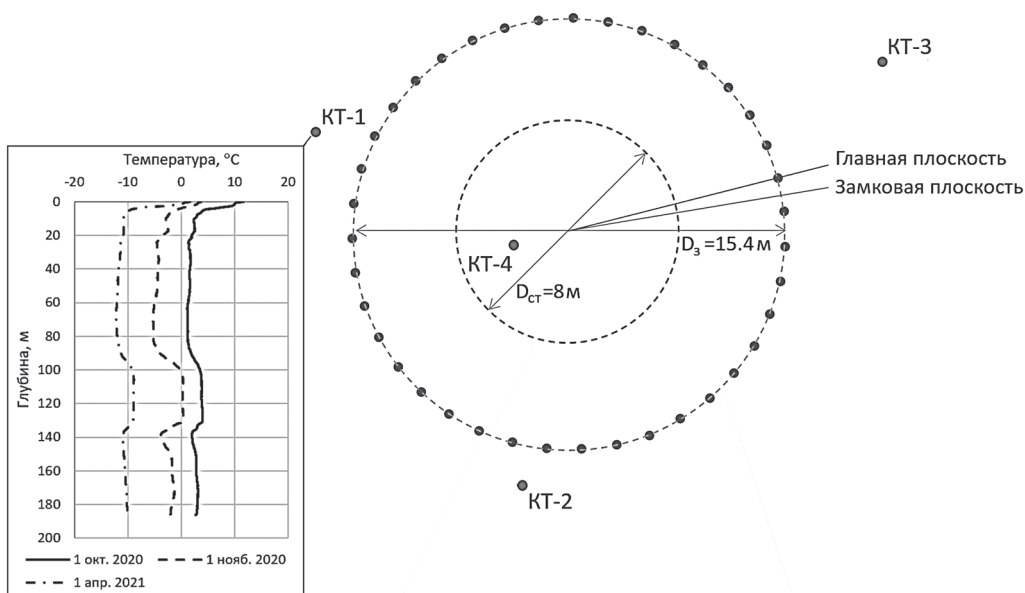 КТ-3
КТ-1
Главная плоскость
Замковая плоскость
Dз =15.4 м
КТ-4
Dст=8 м
КТ-2
Температура, °C
-20 -10 0 10 20
0
20
40
60
80
100
120
140
160
180
200
Глубина, м
1 окт. 2020 1 нояб. 2020
1 апр. 2021